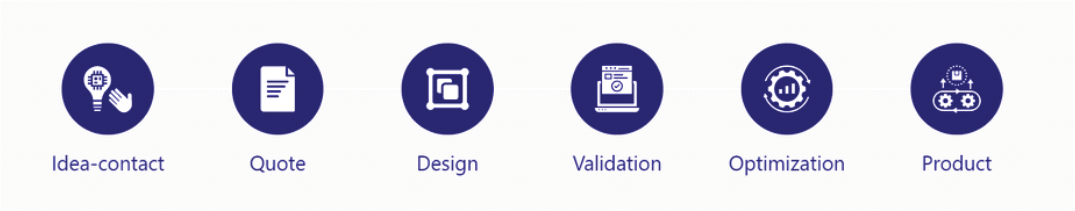 Idea-contact
Quote
Design
Validation
Optimization
Product